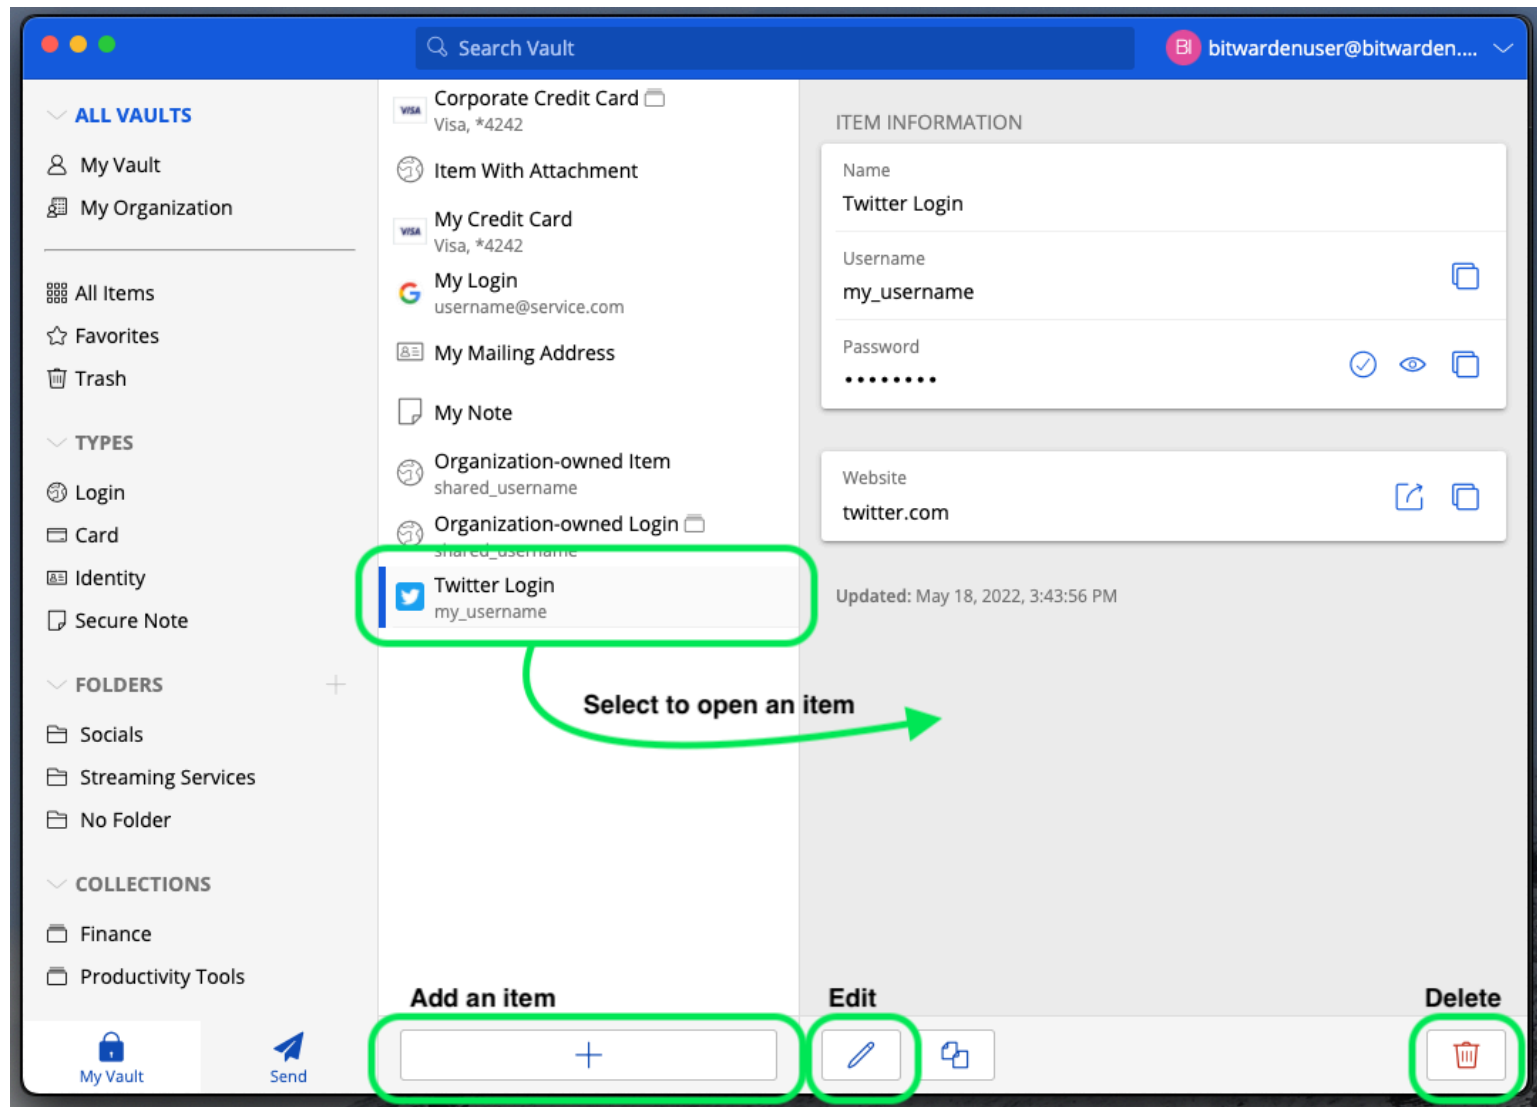 Search Vault
BI bitwardenuser@bitwarden....
ALL VAULTS
My Vault
My Organization
All Items
Favorites
Trash
TYPES
Login
Card
Identity
Secure Note
FOLDERS
Socials
Streaming Services
No Folder
COLLECTIONS
Finance
Productivity Tools
My Vault
Send
VISA Corporate Credit Card
Visa, *4242
Item With Attachment
VISA My Credit Card
Visa, *4242
My Login
username@service.com
My Mailing Address
My Note
Organization-owned Item
shared_username
Organization-owned Login
shared_username
Twitter Login
my_username
Select to open an item
Add an item
ITEM INFORMATION
Name
Twitter Login
Username
my_username
Password
••••••••
Website
twitter.com
Updated: May 18, 2022, 3:43:56 PM
Edit
Delete